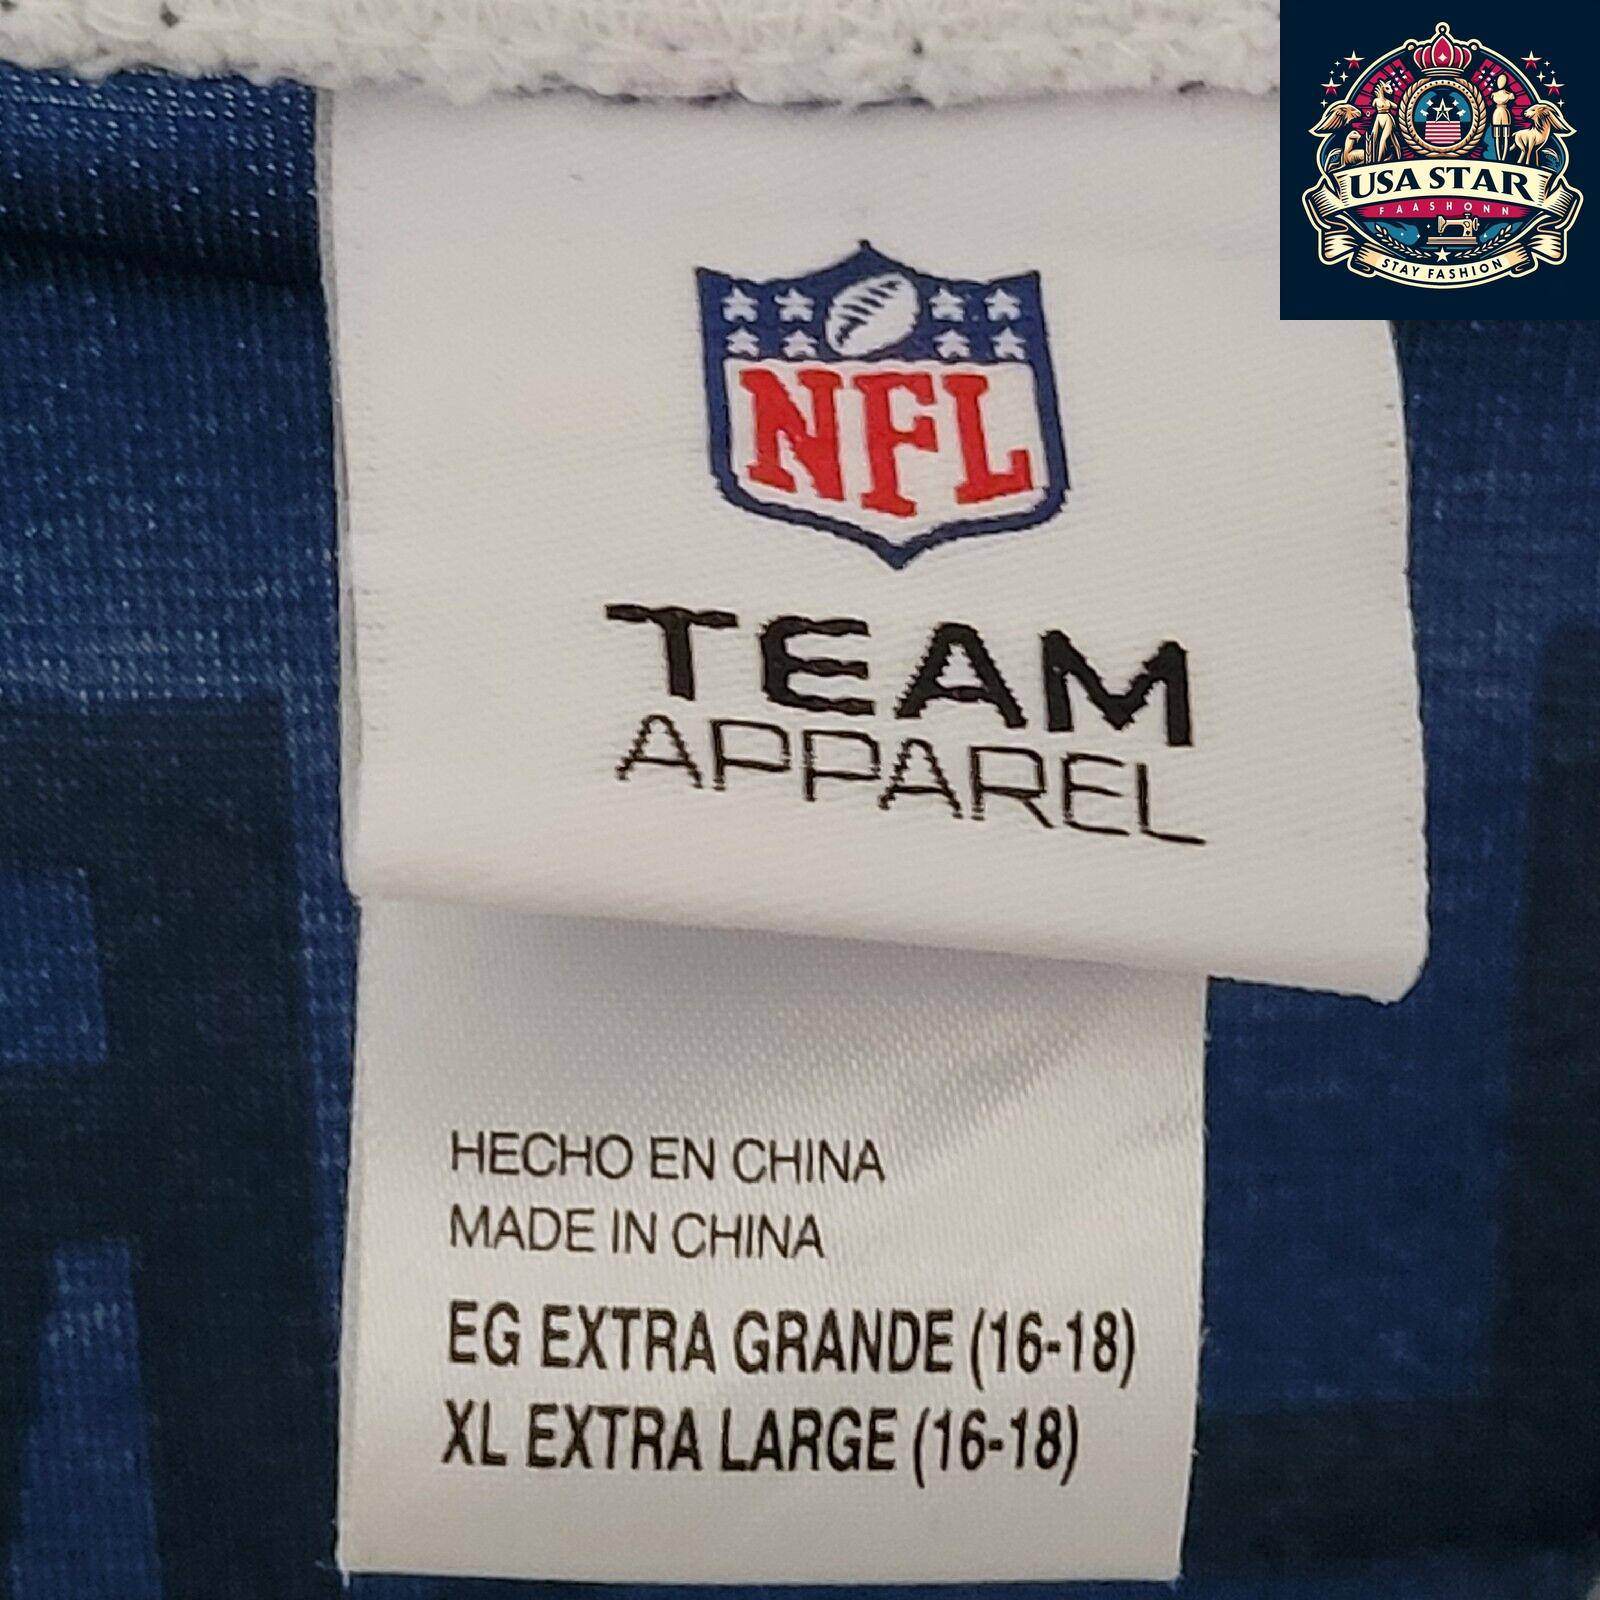 USA STAR
FAASHONN
STAY FASHION
NFL
TEAM
APPAREL
HECHO EN CHINA
MADE IN CHINA
EG EXTRA GRANDE (16-18)
XL EXTRA LARGE (16-18)